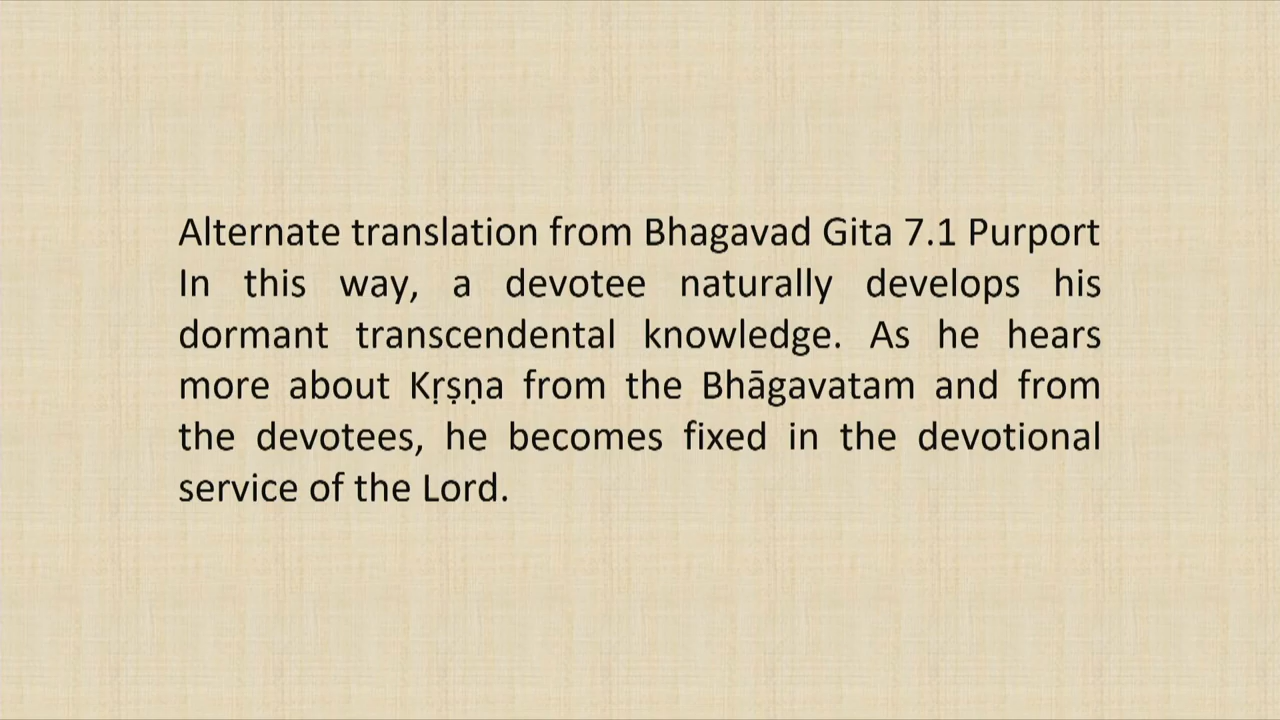 Alternate translation from Bhagavad Gita 7.1 Purport
In this way, a devotee naturally develops his
dormant transcendental knowledge. As he hears
more about Kṛṣṇa from the Bhāgavatam and from
the devotees, he becomes fixed in the devotional
service of the Lord.